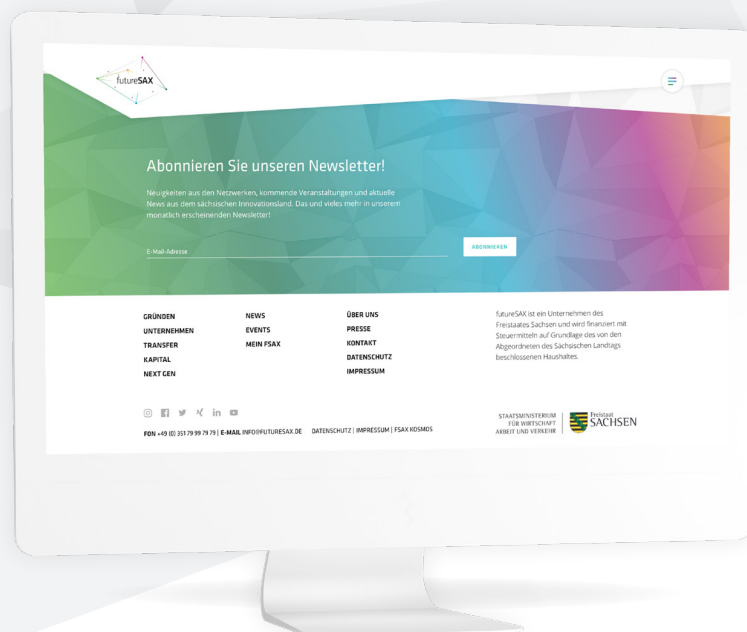 futureSAX
Abonnieren Sie unseren Newsletter!
Neuigkeiten aus den Netzwerken, kommende Veranstaltungen und aktuelle
News aus dem sächsischen Innovationsland. Das und vieles mehr in unserem
monatlich erscheinenden Newsletter!
E-Mail-Adresse
ABONNIEREN
GRÜNDEN
UNTERNEHMEN
TRANSFER
KAPITAL
NEXT GEN
NEWS
EVENTS
MEIN FSAX
ÜBER UNS
PRESSE
KONTAKT
DATENSCHUTZ
IMPRESSUM
futureSAX ist ein Unternehmen des
Freistaates Sachsen und wird finanziert mit
Steuermitteln auf Grundlage des von den
Abgeordneten des Sächsischen Landtags
beschlossenen Haushaltes.
FON +49 (0) 351 79 99 79 79 | E-MAIL INFO@FUTURESAX.DE DATENSCHUTZ | IMPRESSUM | FSAX KOSMOS
STAATSMINISTERIUM
FÜR WIRTSCHAFT
ARBEIT UND VERKEHR
Freistaat
SACHSEN